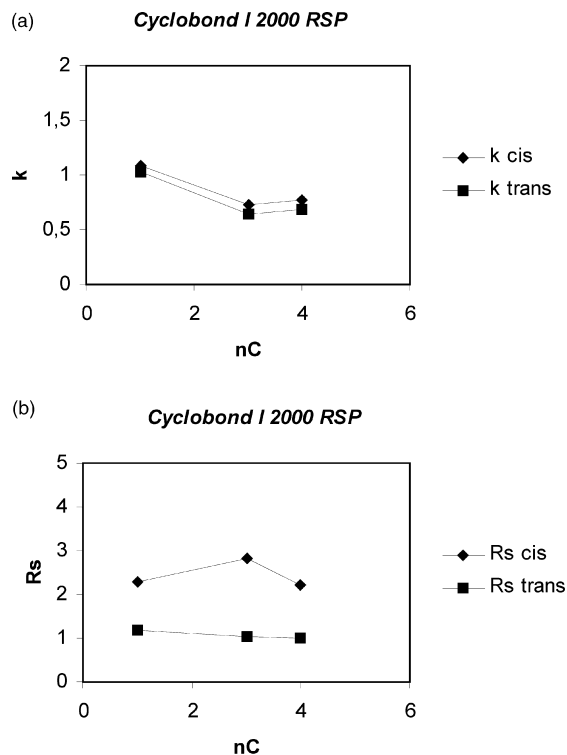 (a)
Cyclobond I 2000 RSP
2
1,5
1
0,5
0
k
0 2 4 6
nC
k cis
k trans
(b)
Cyclobond I 2000 RSP
5
4
3
2
1
0
Rs
0 2 4 6
nC
Rs cis
Rs trans